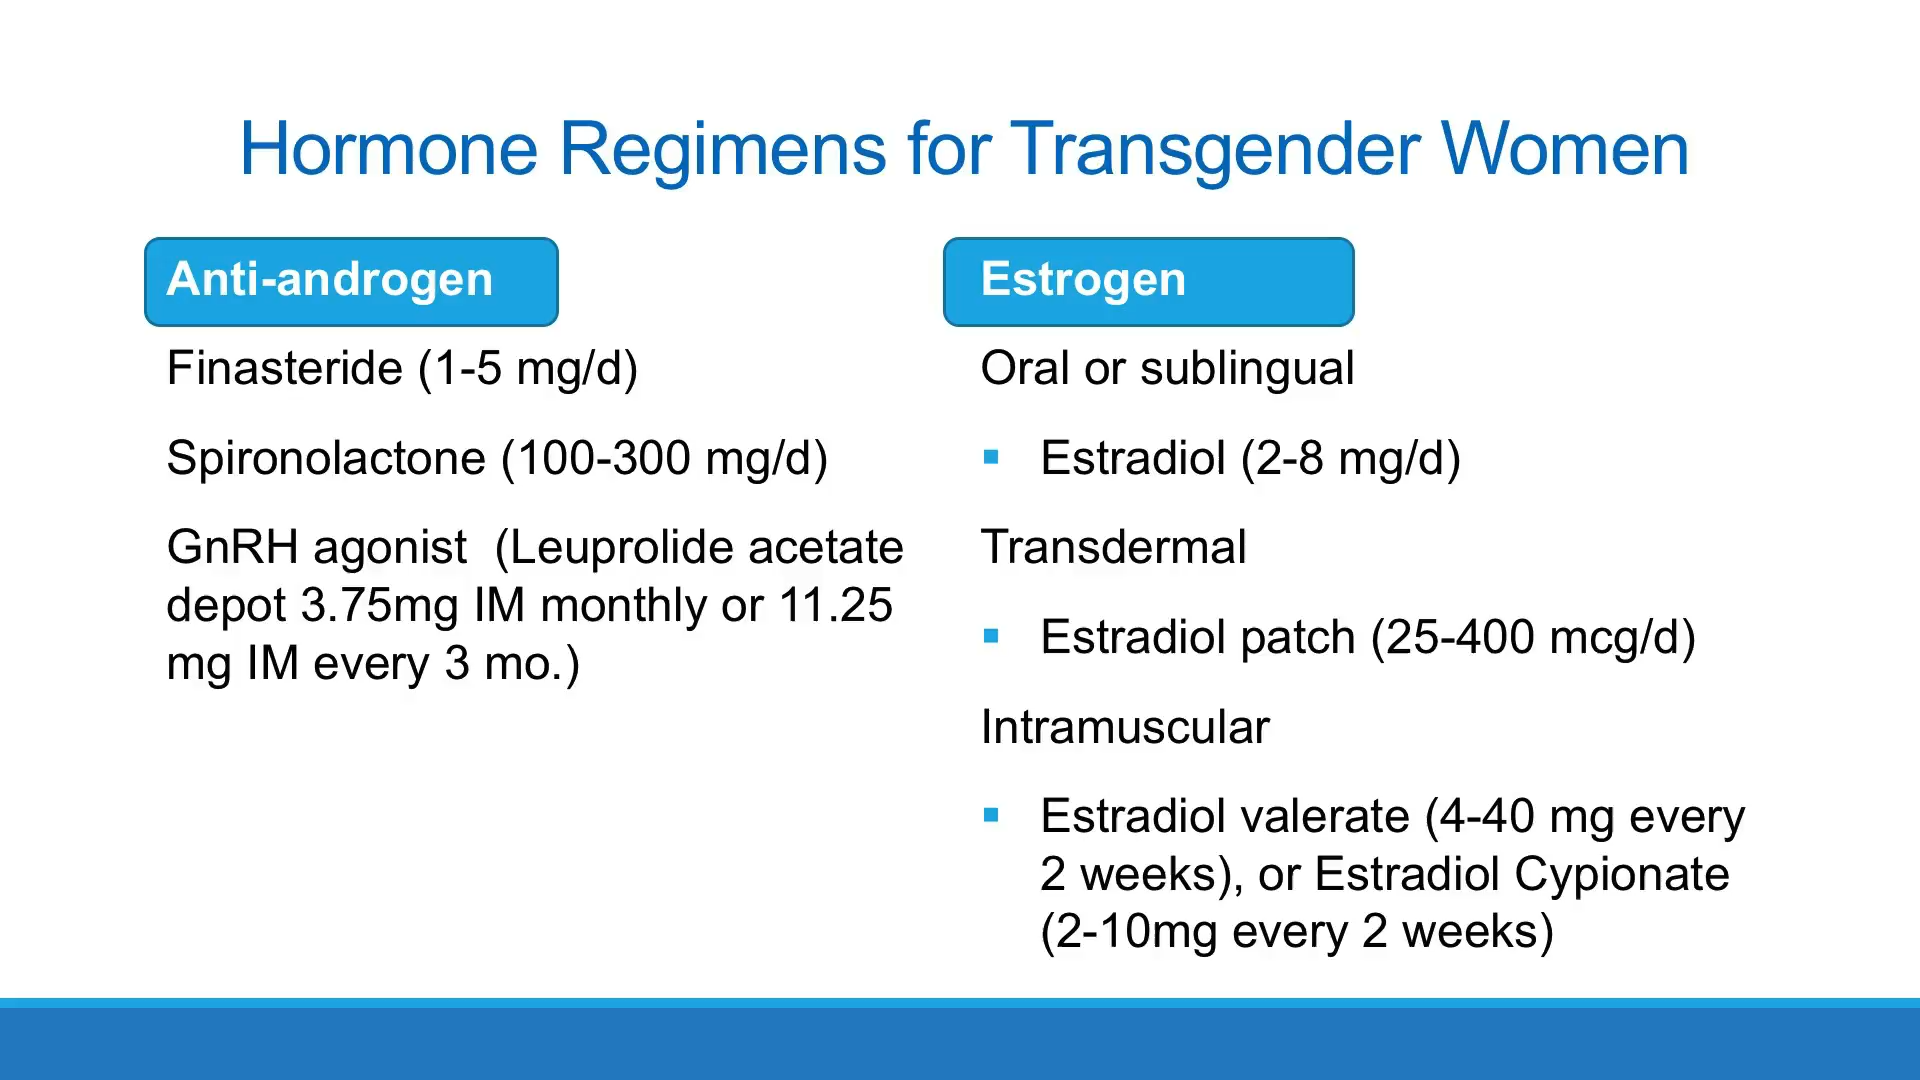 Hormone Regimens for Transgender Women
Anti-androgen
Finasteride (1-5 mg/d)
Spironolactone (100-300 mg/d)
GnRH agonist  (Leuprolide acetate
depot 3.75mg IM monthly or 11.25
mg IM every 3 mo.)
Estrogen
Oral or sublingual
▪ Estradiol (2-8 mg/d)
Transdermal
▪ Estradiol patch (25-400 mcg/d)
Intramuscular
▪ Estradiol valerate (4-40 mg every
2 weeks), or Estradiol Cypionate
(2-10mg every 2 weeks)